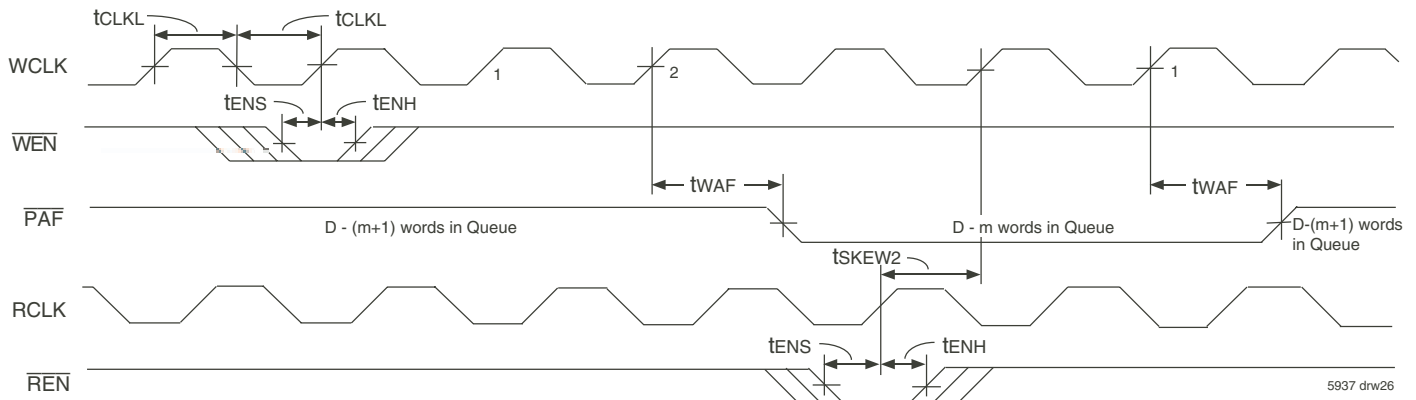 tCLKL tCLKL
WCLK 1 2 1
tENS tENH
WEN
tWAF tWAF
PAF D - (m+1) words in Queue D - m words in Queue D-(m+1) words
in Queue
tSKEW2
RCLK
tENS tENH
REN
5937 drw26